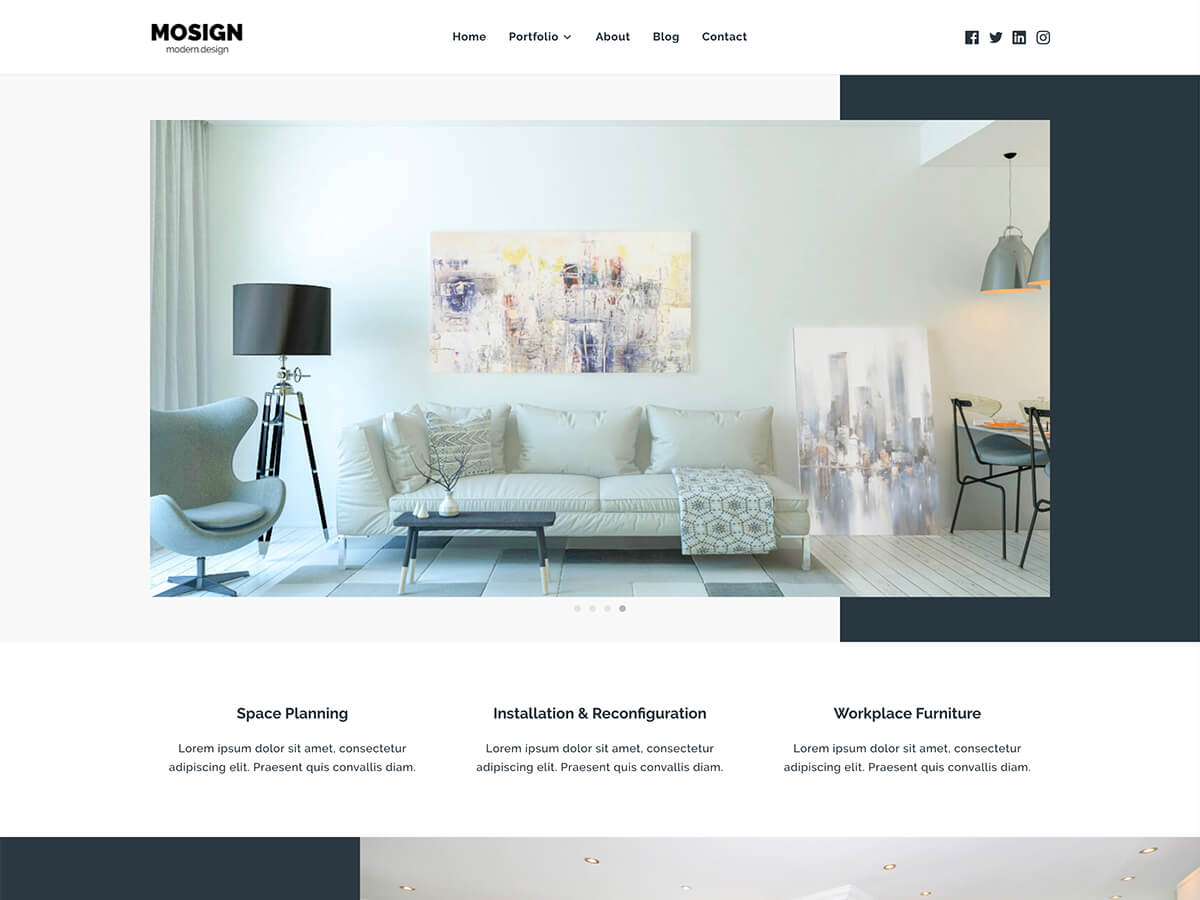 MOSIGN
modern.design
Home Portfolio About Blog Contact
Space Planning
Lorem ipsum dolor sit amet, consectetur
adipiscing elit. Praesent quis convallis diam.
Installation & Reconfiguration
Lorem ipsum dolor sit amet, consectetur
adipiscing elit. Praesent quis convallis diam.
Workplace Furniture
Lorem ipsum dolor sit amet, consectetur
adipiscing elit. Praesent quis convallis diam.